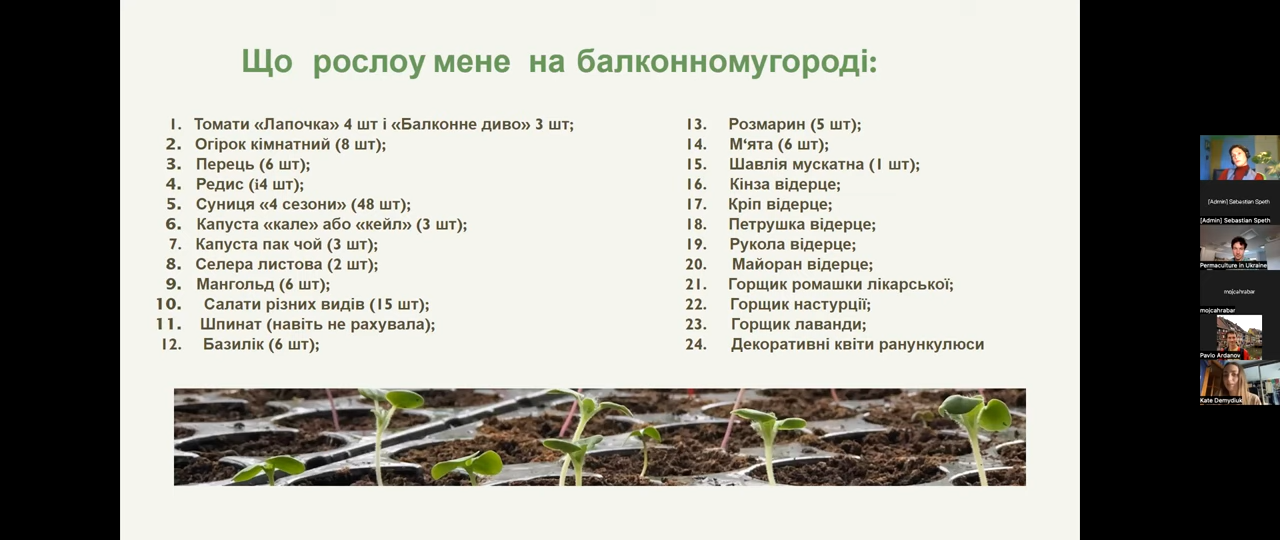 Що рослоу мене на балконномугороді:
1. Томати «Лапочка» 4 шт і «Балконне диво» 3 шт;
2. Огірок кімнатний (8 шт);
3. Перець (6 шт);
4. Редис (і4 шт);
5. Суниця «4 сезони» (48 шт);
6. Капуста «кале» або «кейл» (3 шт);
7. Капуста пак чой (3 шт);
8. Селера листова (2 шт);
9. Мангольд (6 шт);
10. Салати різних видів (15 шт);
11. Шпинат (навіть не рахувала);
12. Базилік (6 шт);
13. Розмарин (5 шт);
14. М‘ята (6 шт);
15. Шавлія мускатна (1 шт);
16. Кінза відерце;
17. Кріп відерце;
18. Петрушка відерце;
19. Рукола відерце;
20. Майоран відерце;
21. Горщик ромашки лікарської;
22. Горщик настурції;
23. Горщик лаванди;
24. Декоративні квіти ранункулюси
[Admin] Sebastian Speth
[Admin] Sebastian Speth
Permaculture in Ukraine
mojcahrabar
mojcahrabar
Pavlo Ardanov
Kate Demydiuk